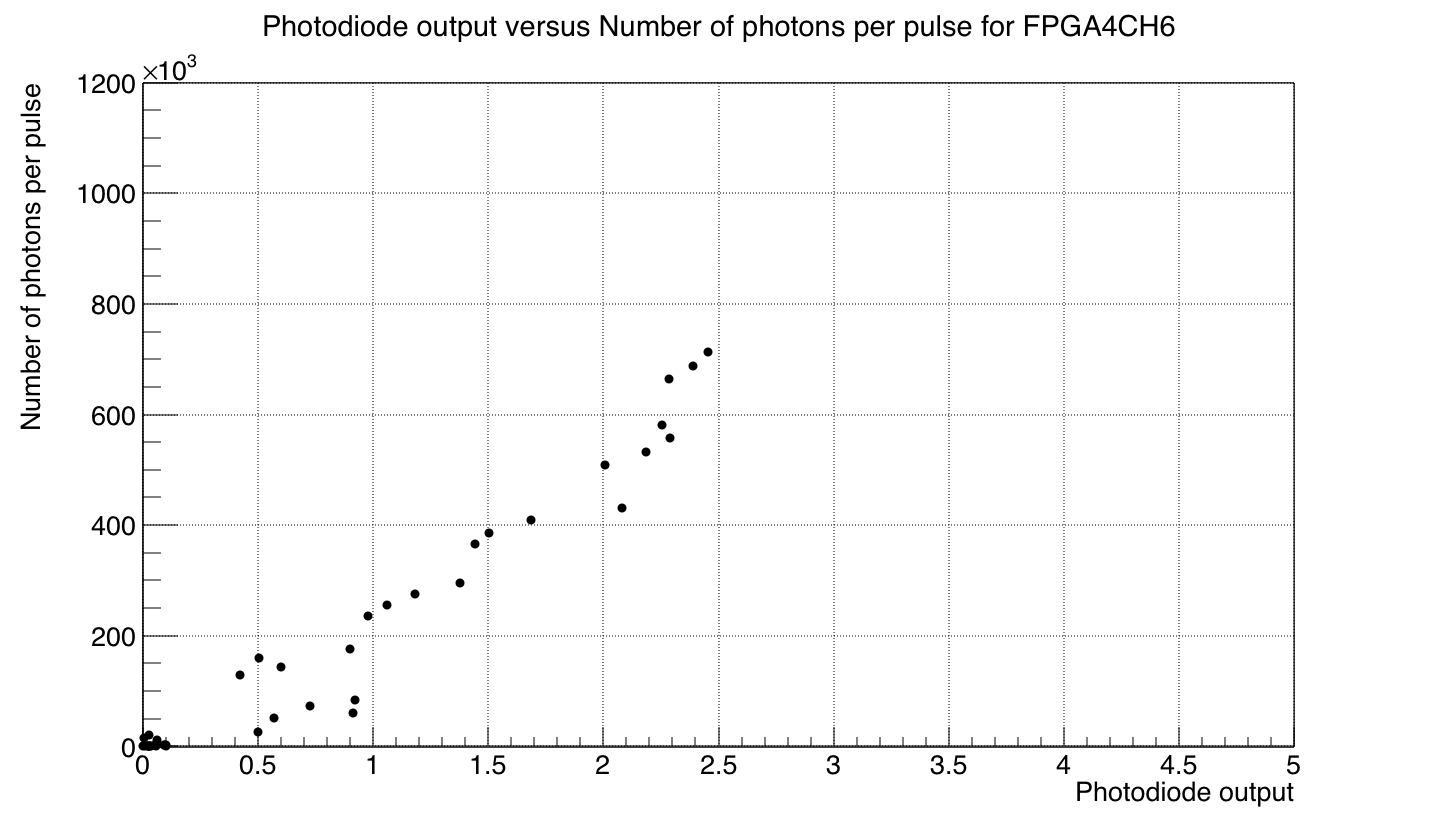 Photodiode output versus Number of photons per pulse for FPGA4CH6
×10³
Number of photons per pulse
1200
1000
800
600
400
200
0
0 0.5 1 1.5 2 2.5 3 3.5 4 4.5 5
Photodiode output